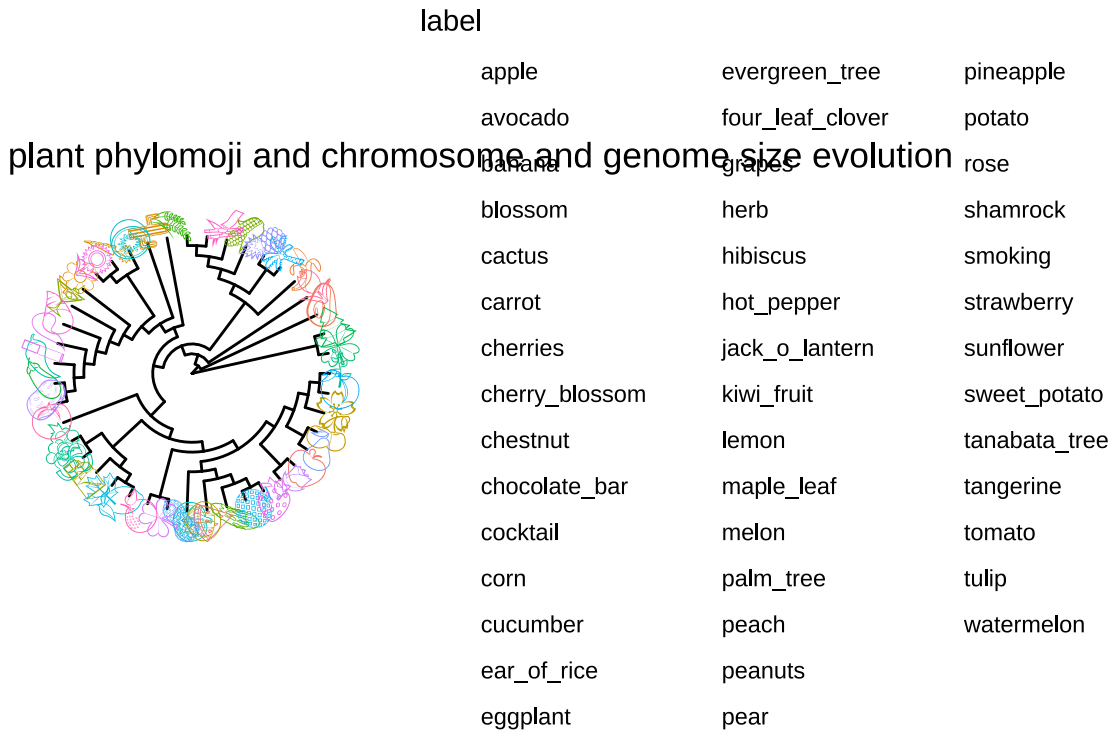 label
apple
avocado
banana
blossom
cactus
carrot
cherries
cherry_blossom
chestnut
chocolate_bar
cocktail
corn
cucumber
ear_of_rice
eggplant
evergreen_tree
four_leaf_clover
grapes
herb
hibiscus
hot_pepper
jack_o_lantern
kiwi_fruit
lemon
maple_leaf
melon
palm_tree
peach
peanuts
pear
pineapple
potato
rose
shamrock
smoking
strawberry
sunflower
sweet_potato
tanabata_tree
tangerine
tomato
tulip
watermelon
plant phylomoji and chromosome and genome size evolution